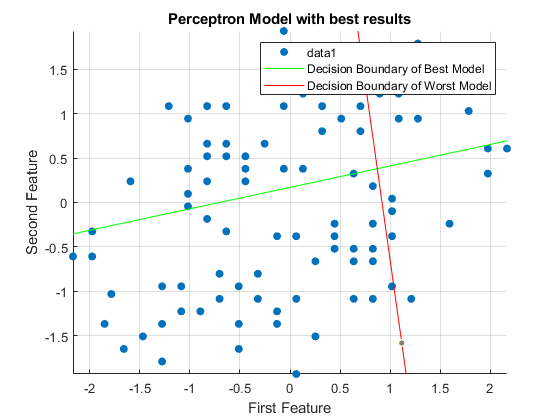 Perceptron Model with best results
data1
Decision Boundary of Best Model
Decision Boundary of Worst Model
1.5
1
0.5
0
-0.5
-1
-1.5
Second Feature
-2 -1.5 -1 -0.5 0 0.5 1 1.5 2
First Feature